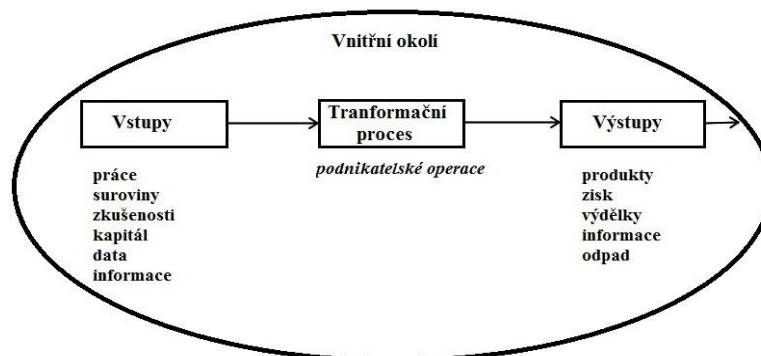 Vnitřní okolí
Vstupy
Tranformační
proces
Výstupy
podnikatelské operace
práce
suroviny
zkušenosti
kapitál
data
informace
produkty
zisk
výdělky
informace
odpad